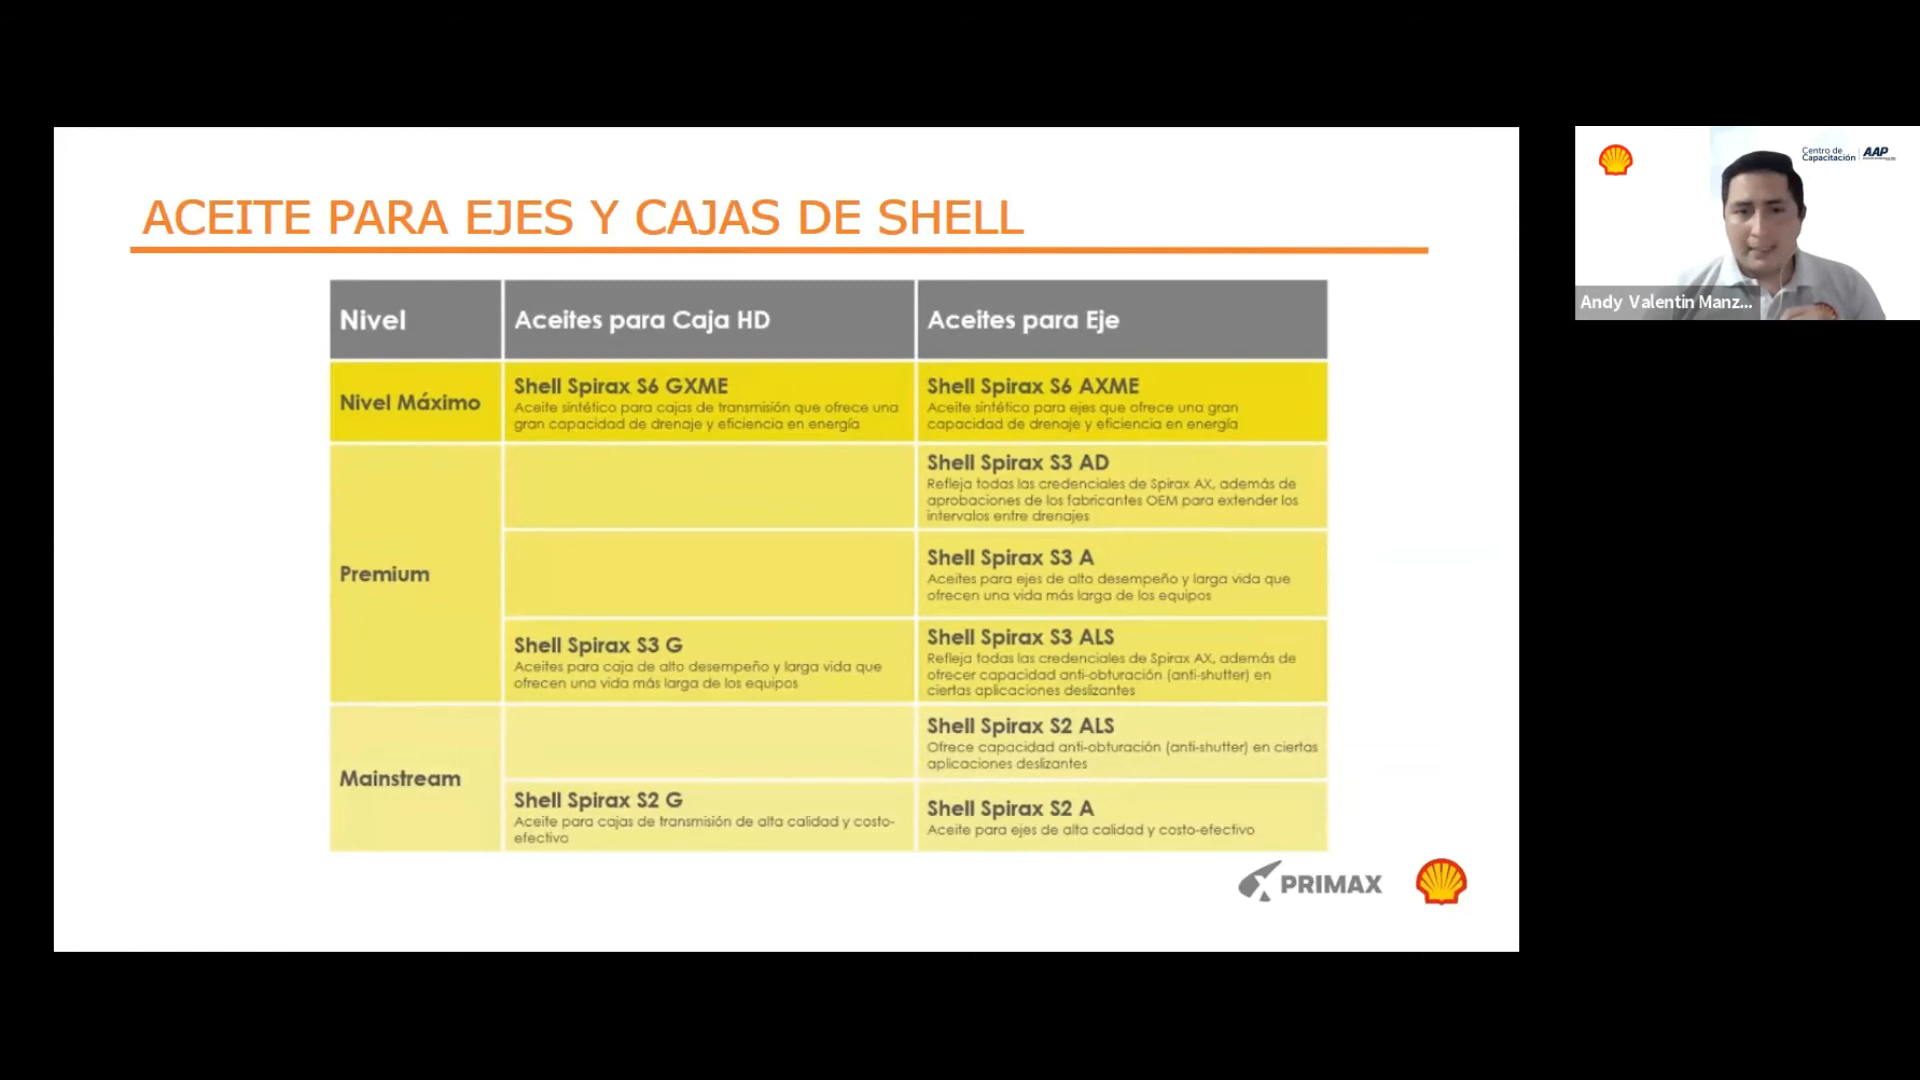 ACEITE PARA EJES Y CAJAS DE SHELL
Nivel
Aceites para Caja HD
Aceites para Eje
Nivel Máximo
Shell Spirax S6 GXME
Aceite sintético para cajas de transmisión que ofrece una
gran capacidad de drenaje y eficiencia en energía
Shell Spirax S6 AXME
Aceite sintético para ejes que ofrece una gran
capacidad de drenaje y eficiencia en energía
Premium
Shell Spirax S3 AD
Refleja todas las credenciales de Spirax AX, además de
aprobaciones de los fabricantes OEM para extender los
intervalos entre drenajes
Shell Spirax S3 A
Aceites para ejes de alto desempeño y larga vida que
ofrecen una vida más larga de los equipos
Shell Spirax S3 G
Aceites para caja de alto desempeño y larga vida que
ofrecen una vida más larga de los equipos
Shell Spirax S3 ALS
Refleja todas las credenciales de Spirax AX, además de
ofrecer capacidad anti-obturación (anti-shutter) en
ciertas aplicaciones deslizantes
Mainstream
Shell Spirax S2 ALS
Ofrece capacidad anti-obturación (anti-shutter) en ciertas
aplicaciones deslizantes
Shell Spirax S2 G
Aceite para cajas de transmisión de alta calidad y costo-
efectivo
Shell Spirax S2 A
Aceite para ejes de alta calidad y costo-efectivo
PRIMAX
Centro de
Capacitación
AAP
Andy Valentin Manz...